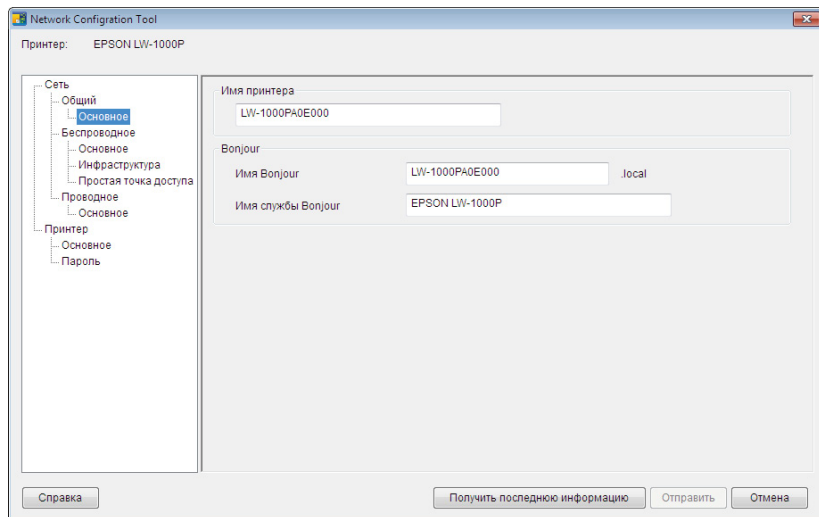 Network Configration Tool
Принтер: EPSON LW-1000P
Сеть
Общий
Основное
Беспроводное
Основное
Инфраструктура
Простая точка доступа
Проводное
Основное
Принтер
Основное
Пароль
Имя принтера
LW-1000PA0E000
Bonjour
Имя Bonjour LW-1000PA0E000 .local
Имя службы Bonjour EPSON LW-1000P
Справка Получить последнюю информацию Отправить Отмена